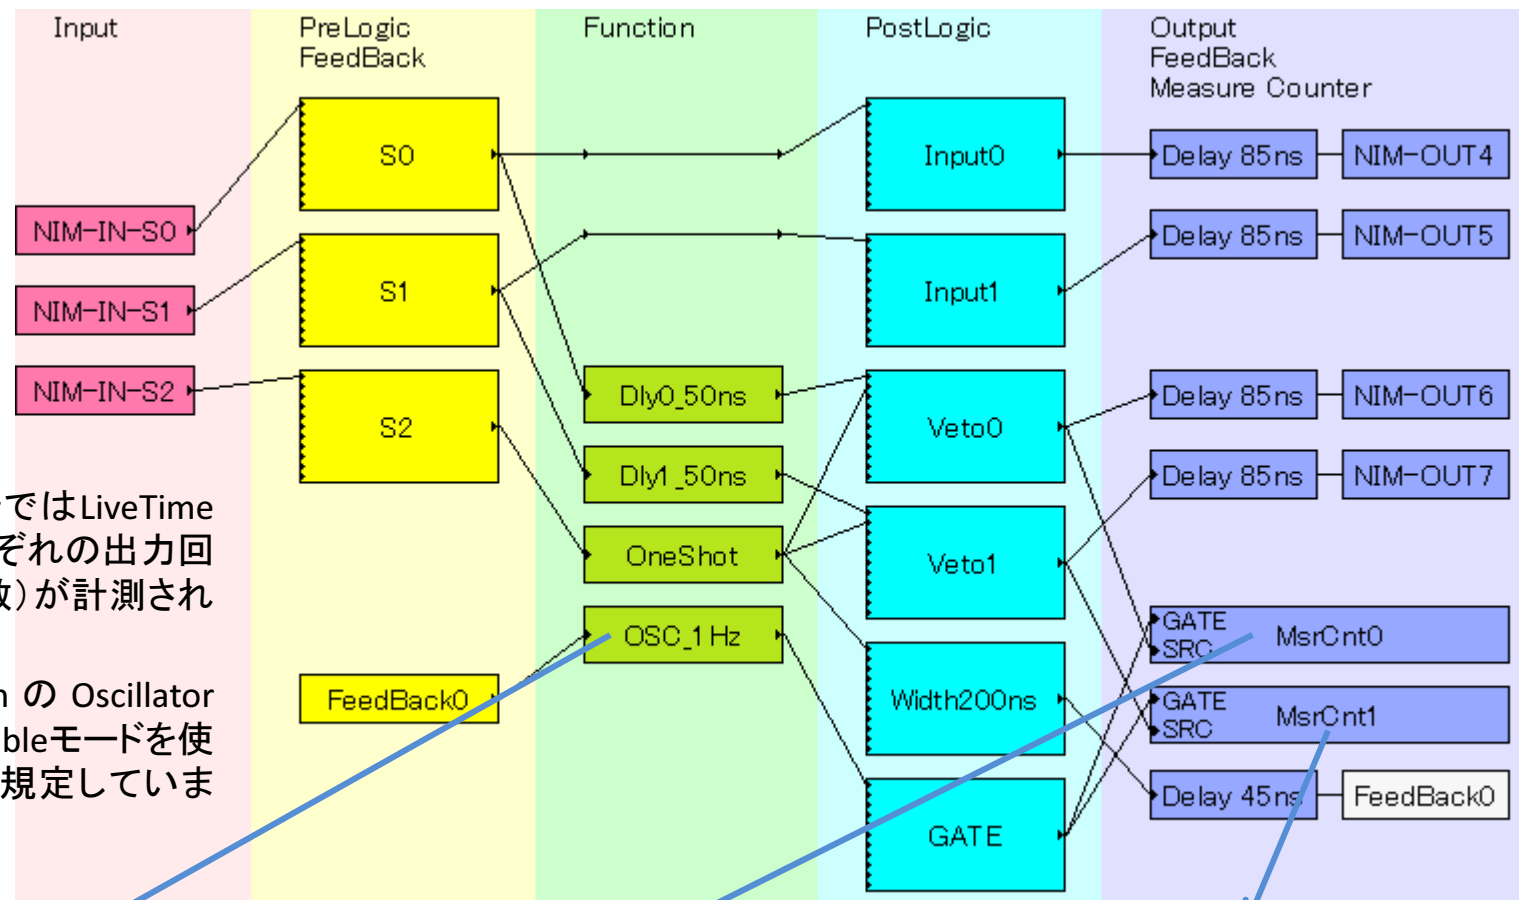 Input
PreLogic
FeedBack
Function
PostLogic
Output
FeedBack
Measure Counter
S0
Input0
Delay 85ns
NIM-OUT4
NIM-IN-S0
S1
Input1
Delay 85ns
NIM-OUT5
NIM-IN-S1
NIM-IN-S2
S2
Dly0_50ns
Veto0
Delay 85ns
NIM-OUT6
Dly1_50ns
Delay 85ns
NIM-OUT7
OneShot
Veto1
OSC_1Hz
GATE
SRC
MsrCnt0
FeedBack0
Width200ns
GATE
SRC
MsrCnt1
Delay 45ns
FeedBack0
GATE
ではLiveTime
ぞれの出力回
数）が計測され
n の Oscillator
bleモードを使
規定していま